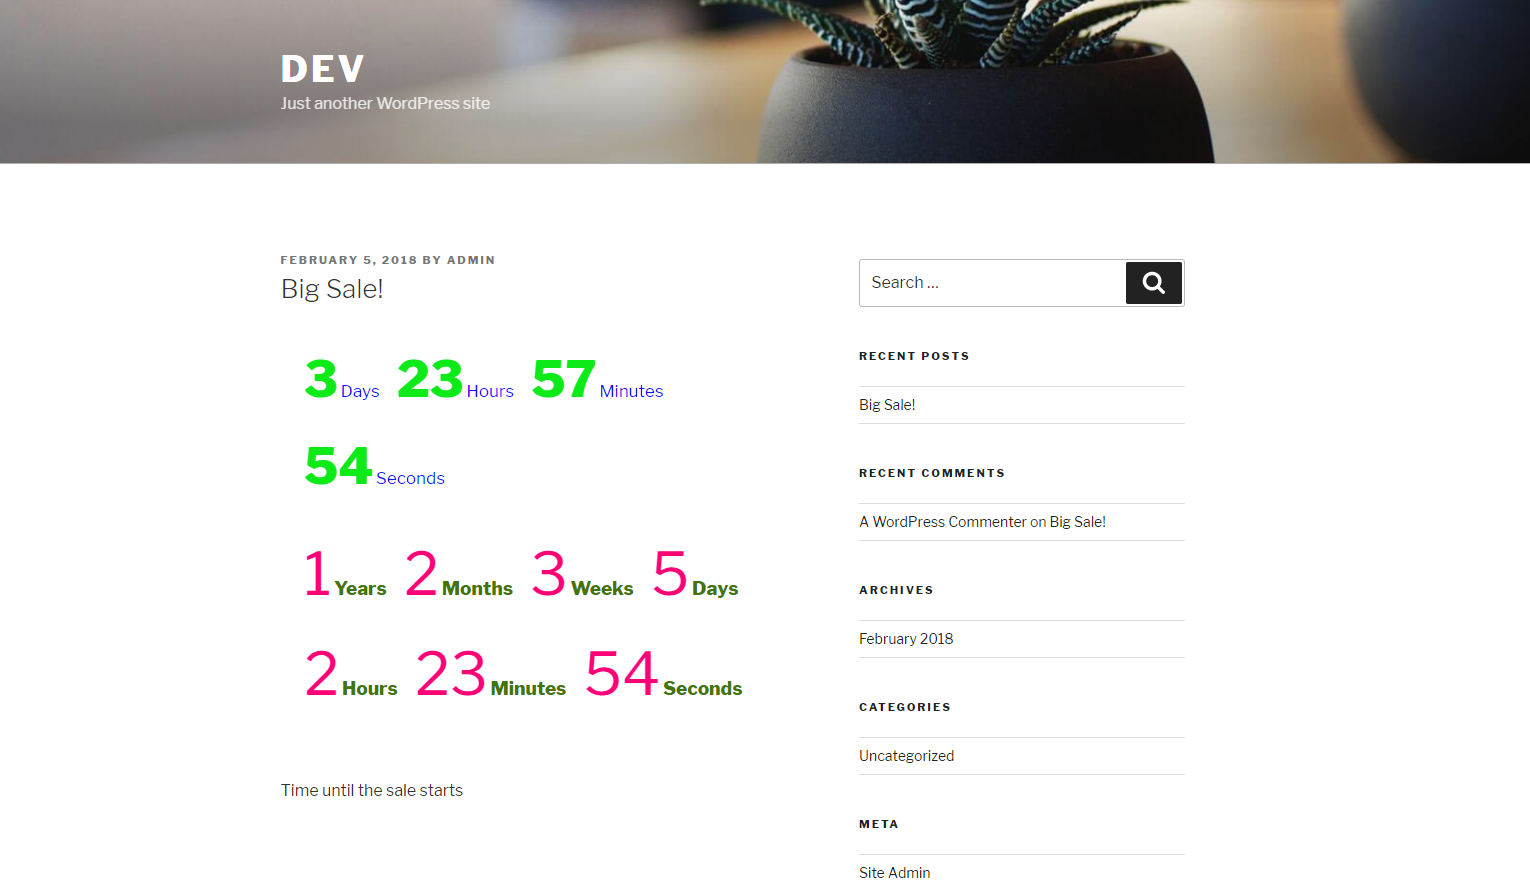 DEV
Just another WordPress site
FEBRUARY 5, 2018 BY ADMIN
Big Sale!
3 Days 23 Hours 57 Minutes
54 Seconds
1 Years 2 Months 3 Weeks 5 Days
2 Hours 23 Minutes 54 Seconds
Time until the sale starts
Search …
RECENT POSTS
Big Sale!
RECENT COMMENTS
A WordPress Commenter on Big Sale!
ARCHIVES
February 2018
CATEGORIES
Uncategorized
META
Site Admin